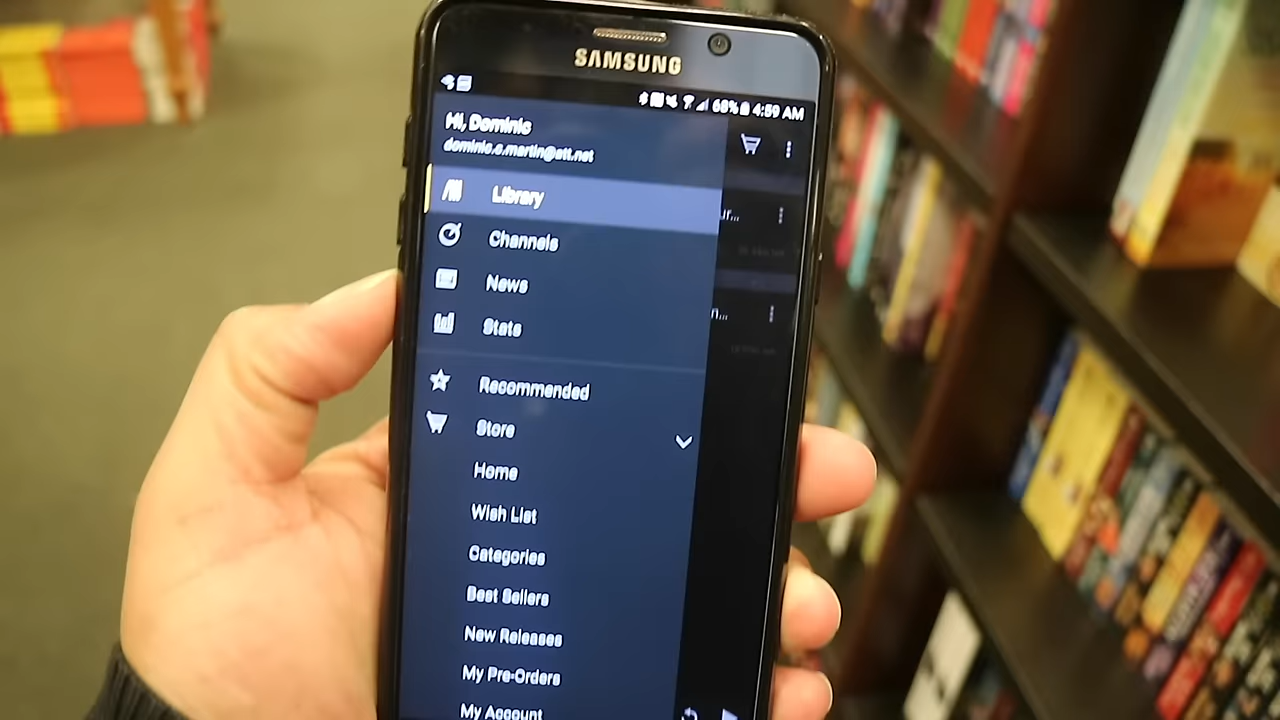 SAMSUNG
68% 4:59 AM
Hi, Dominic
dominic.c.martin@att.net
Library
ur...
Channels
News
n...
Stats
Recommended
Store
Home
Wish List
Categories
Best Sellers
New Releases
My Pre-Orders
My Account